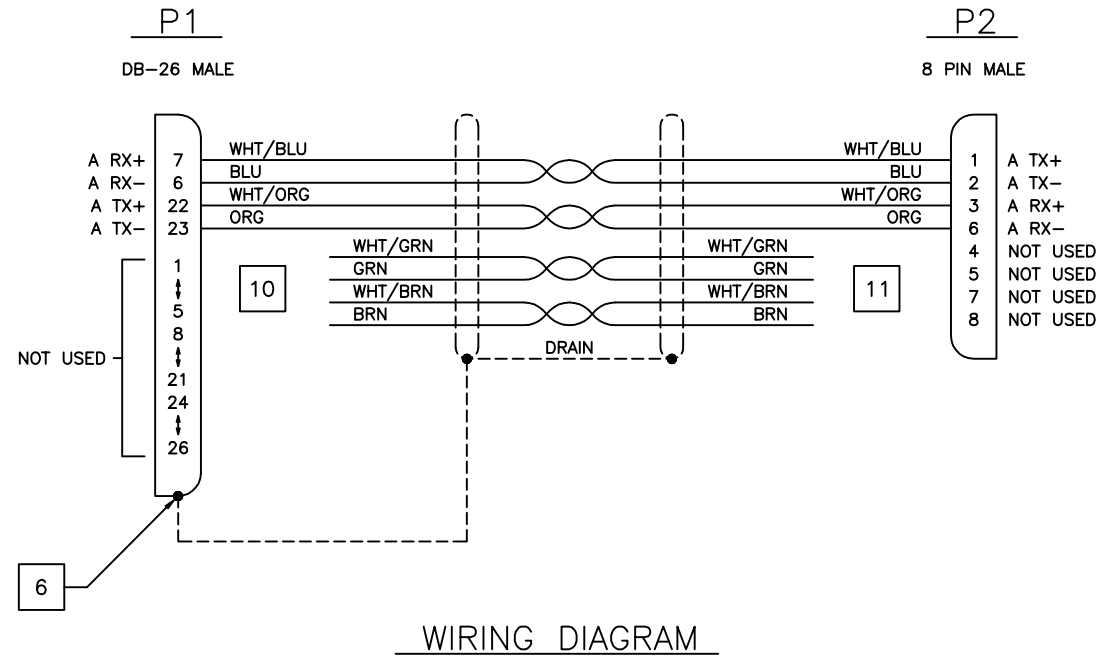 P1
DB-26 MALE
P2
8 PIN MALE
A RX+ 7 WHT/BLU WHT/BLU 1 A TX+
A RX- 6 BLU BLU 2 A TX-
A TX+ 22 WHT/ORG WHT/ORG 3 A RX+
A TX- 23 ORG ORG 6 A RX-
WHT/GRN WHT/GRN 4 NOT USED
1 GRN GRN 5 NOT USED
10 WHT/BRN WHT/BRN 11 7 NOT USED
5 BRN BRN 8 NOT USED
8
DRAIN
NOT USED
21
24
26
6
WIRING DIAGRAM